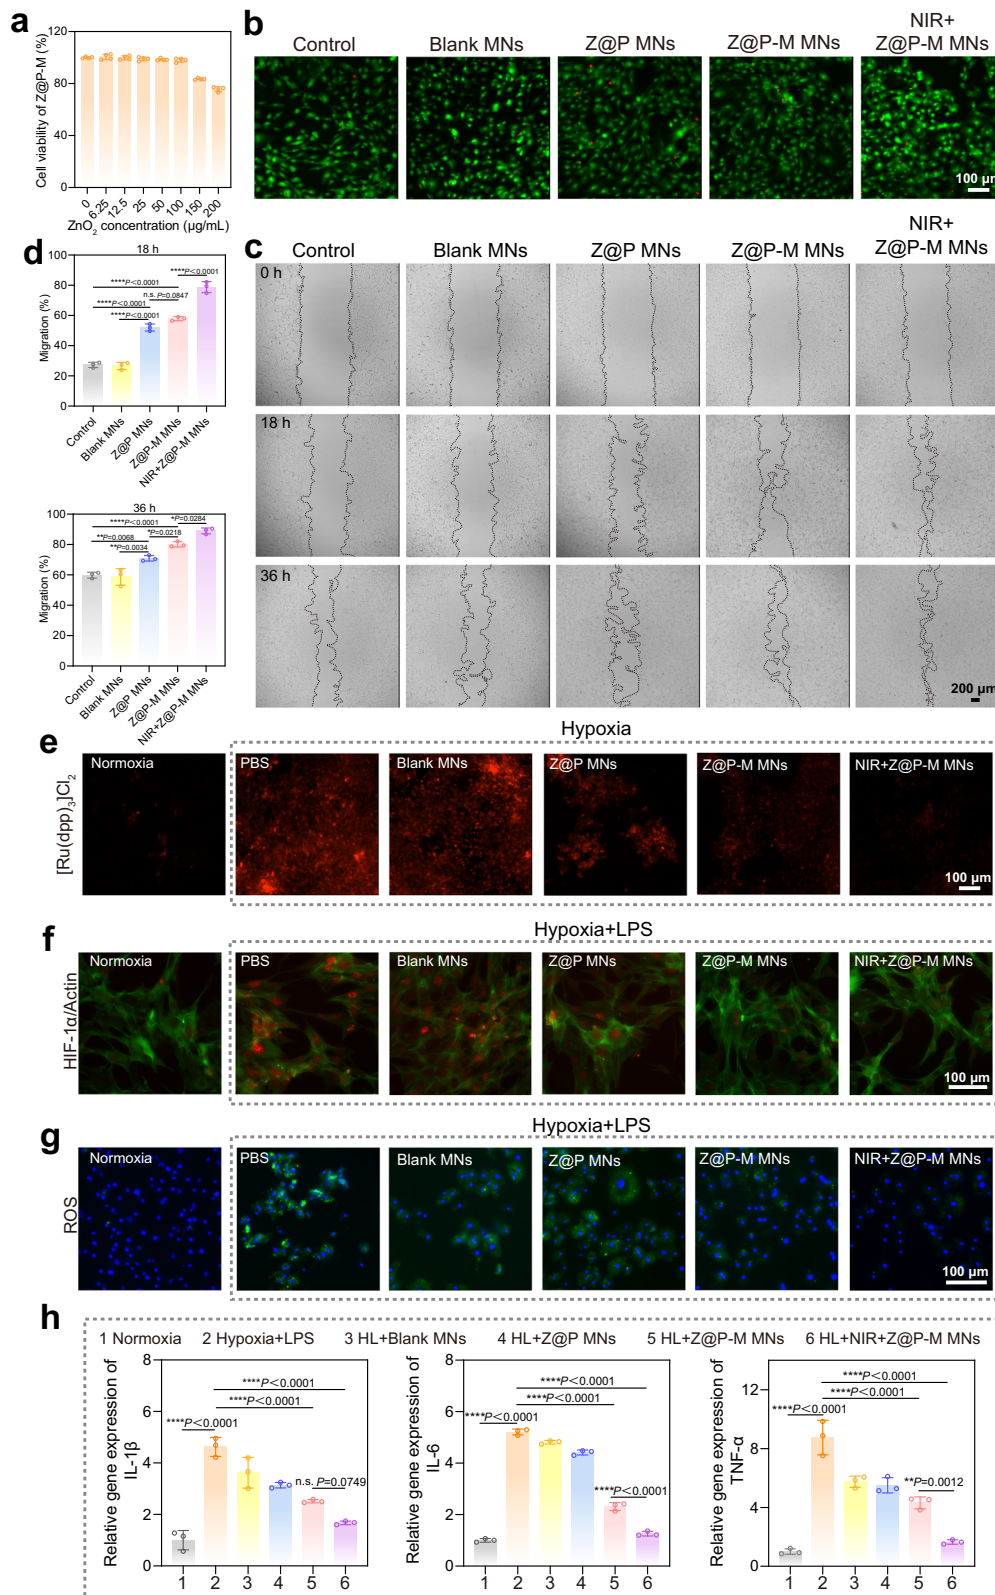 a
Cell viability of Z@P-M (%)
120
80
40
0
0
6.25
12.5
25
50
100
150
200
ZnO2 concentration (μg/mL)
b
Control
Blank MNs
Z@P MNs
Z@P-M MNs
NIR+
Z@P-M MNs
100 μm
d
18 h
Migration (%)
100
80
60
40
20
0
****P<0.0001
****P<0.0001
n.s. P=0.0847
****P<0.0001
****P<0.0001
Control
Blank MNs
Z@P MNs
Z@P-M MNs
NIR+Z@P-M MNs
36 h
Migration (%)
100
80
60
40
20
0
*P=0.0284
****P<0.0001
*P=0.0218
**P=0.0068
**P=0.0034
Control
Blank MNs
Z@P MNs
Z@P-M MNs
NIR+Z@P-M MNs
c
Control
Blank MNs
Z@P MNs
Z@P-M MNs
NIR+
Z@P-M MNs
0 h
18 h
36 h
200 μm
e
Hypoxia
[Ru(dpp)3]Cl2
Normoxia
PBS
Blank MNs
Z@P MNs
Z@P-M MNs
NIR+Z@P-M MNs
100 μm
f
Hypoxia+LPS
HIF-1α/Actin
Normoxia
PBS
Blank MNs
Z@P MNs
Z@P-M MNs
NIR+Z@P-M MNs
100 μm
g
Hypoxia+LPS
ROS
Normoxia
PBS
Blank MNs
Z@P MNs
Z@P-M MNs
NIR+Z@P-M MNs
100 μm
h
1 Normoxia 2 Hypoxia+LPS 3 HL+Blank MNs 4 HL+Z@P MNs 5 HL+Z@P-M MNs 6 HL+NIR+Z@P-M MNs
Relative gene expression of
IL-1β
8
6
4
2
0
****P<0.0001
****P<0.0001
****P<0.0001
n.s. P=0.0749
1 2 3 4 5 6
Relative gene expression of
IL-6
8
6
4
2
0
****P<0.0001
****P<0.0001
****P<0.0001
****P<0.0001
1 2 3 4 5 6
Relative gene expression of
TNF-α
12
8
4
0
****P<0.0001
****P<0.0001
****P<0.0001
**P=0.0012
1 2 3 4 5 6